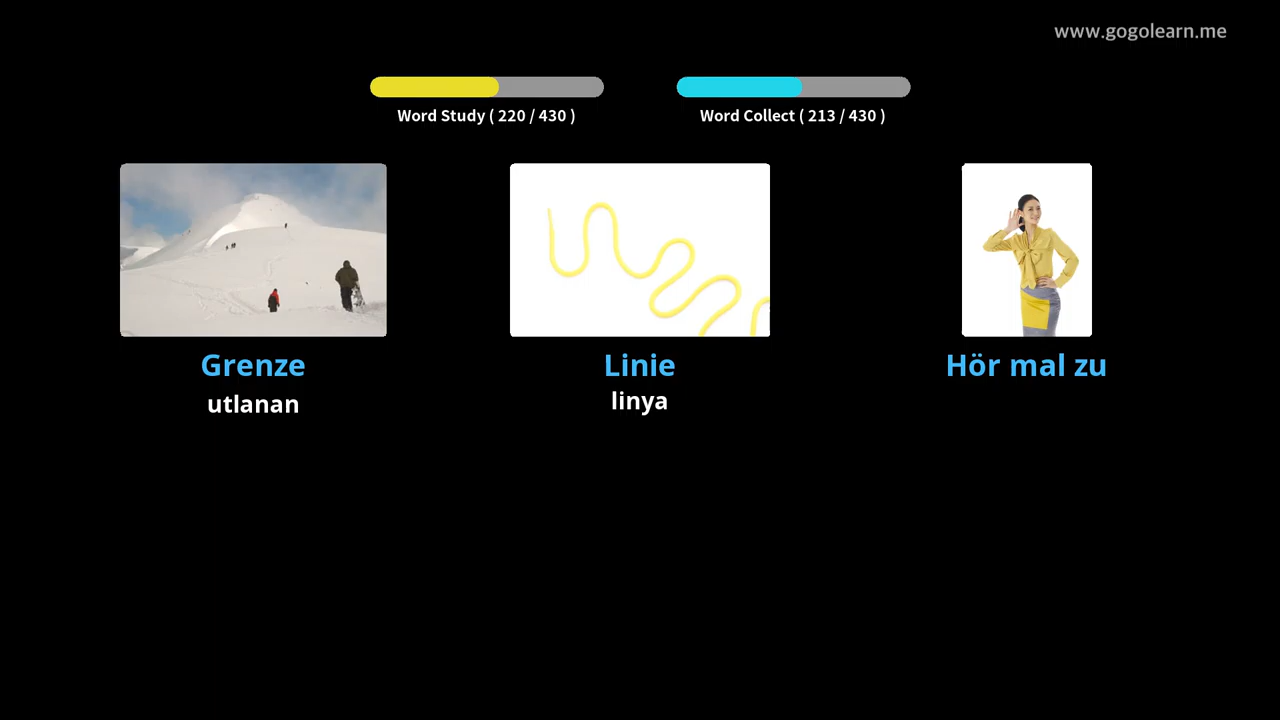 www.gogolearn.me
Word Study ( 220 / 430 )
Word Collect ( 213 / 430 )
Grenze
Linie
Hör mal zu
utlanan
linya